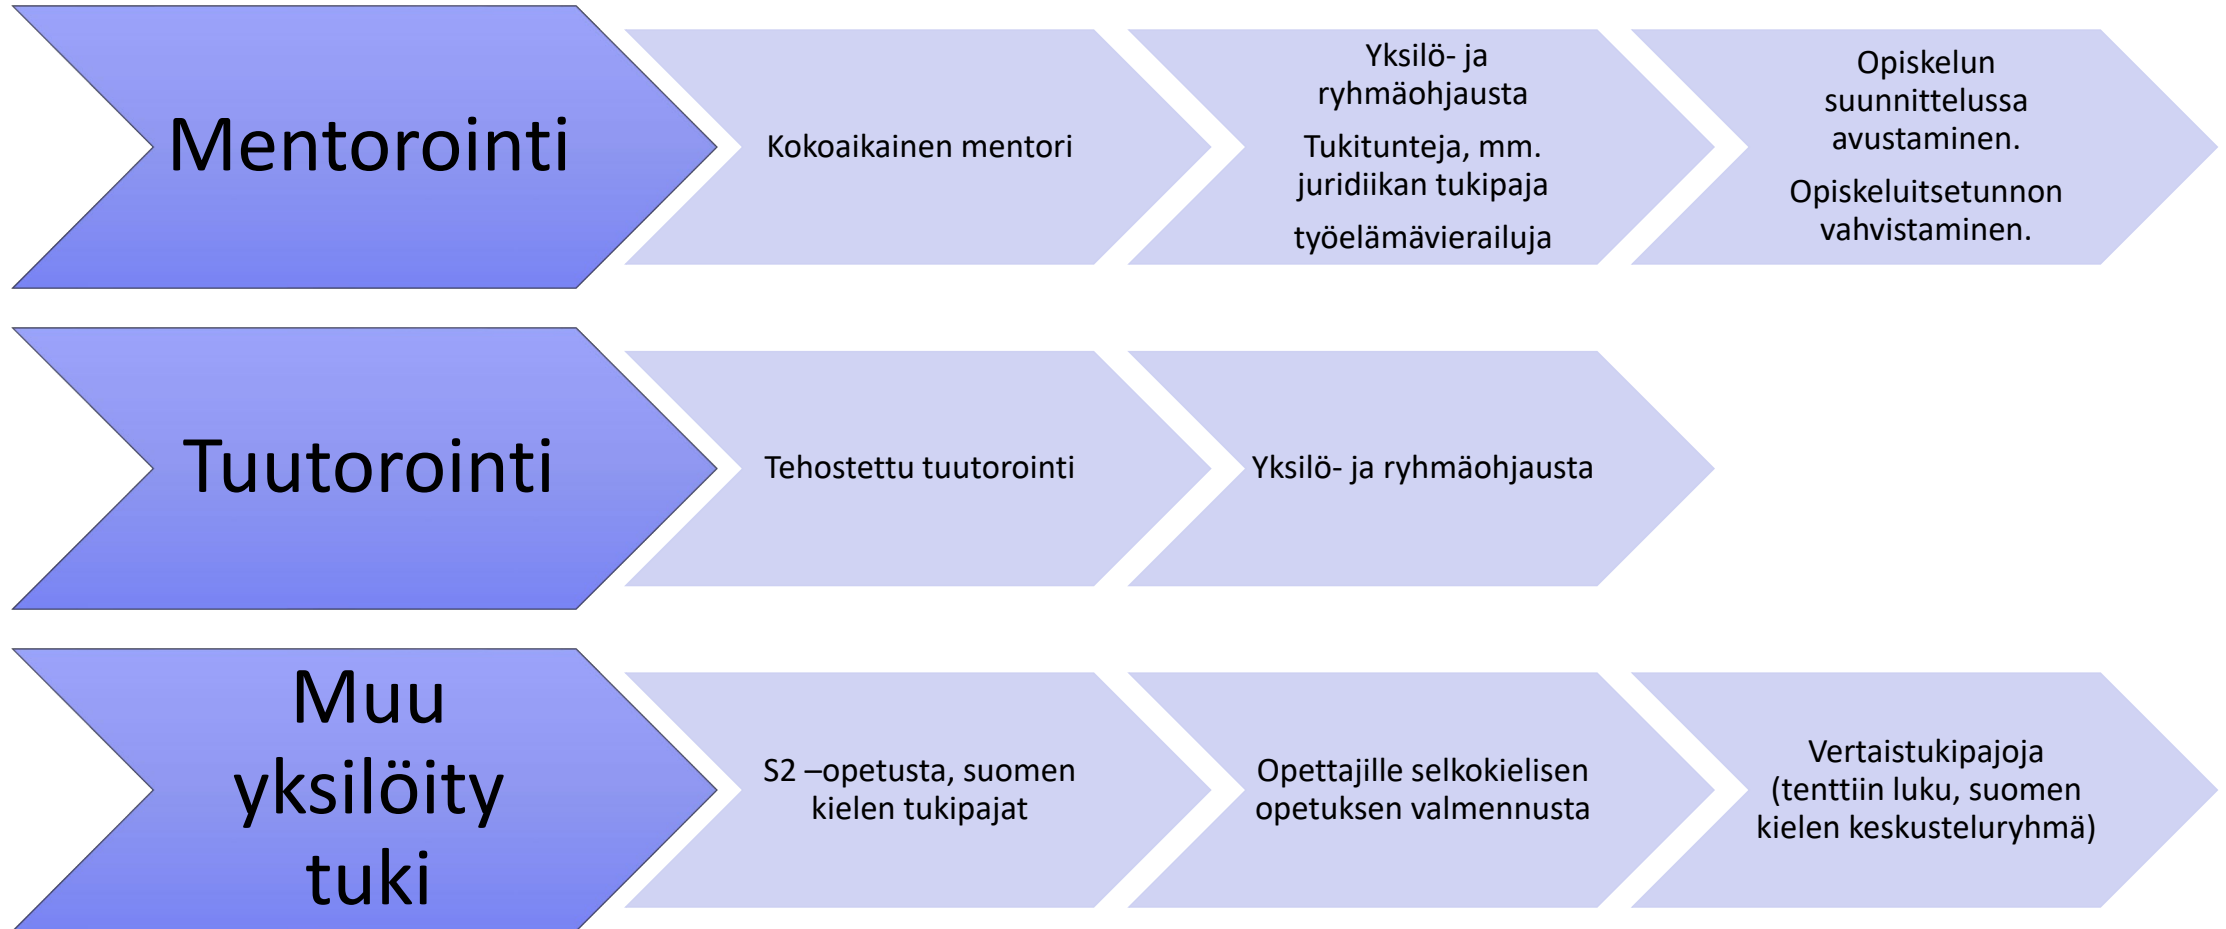 Mentorointi
Kokoaikainen mentori
Yksilö- ja
ryhmäohjausta
Tukitunteja, mm.
juridiikan tukipaja
työelämävierailuja
Opiskelun
suunnittelussa
avustaminen.
Opiskeluitsetunnon
vahvistaminen.
Tuutorointi
Tehostettu tuutorointi
Yksilö- ja ryhmäohjausta
Muu
yksilöity
tuki
S2 –opetusta, suomen
kielen tukipajat
Opettajille selkokielisen
opetuksen valmennusta
Vertaistukipajoja
(tenttiin luku, suomen
kielen keskusteluryhmä)